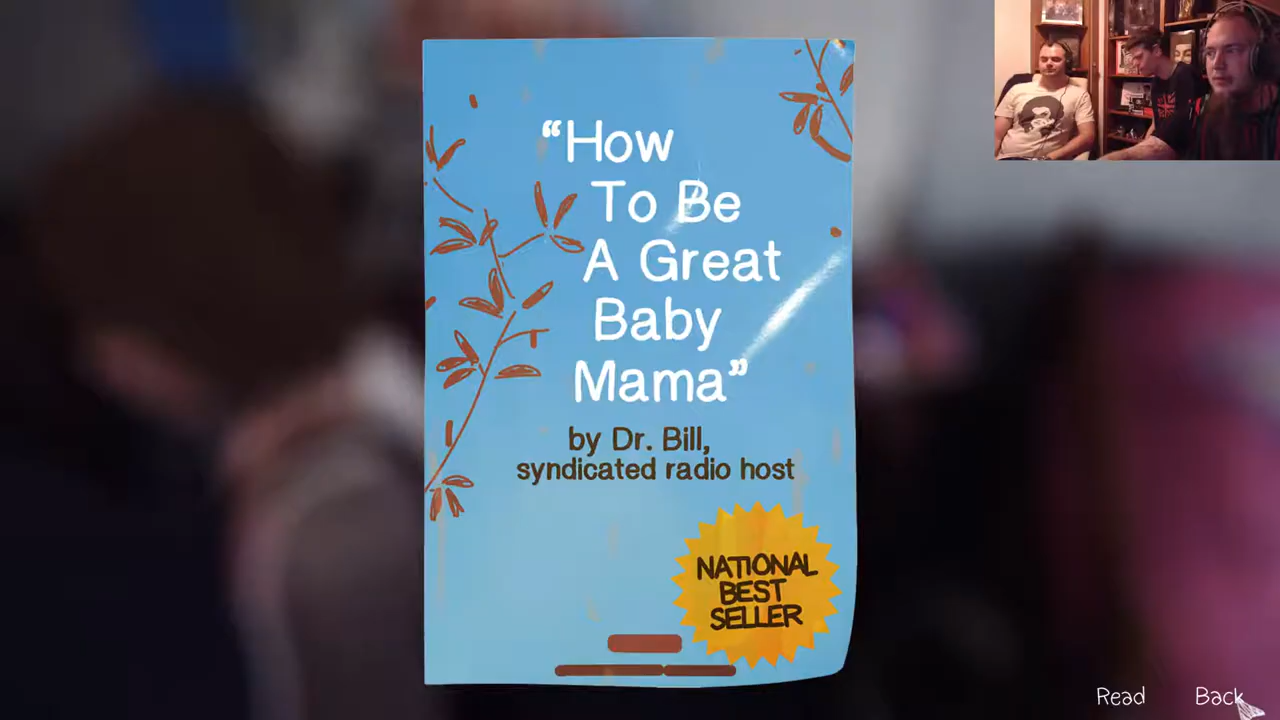 “How
To Be
A Great
Baby
Mama”
by Dr. Bill,
syndicated radio host
NATIONAL
BEST
SELLER
Read Back